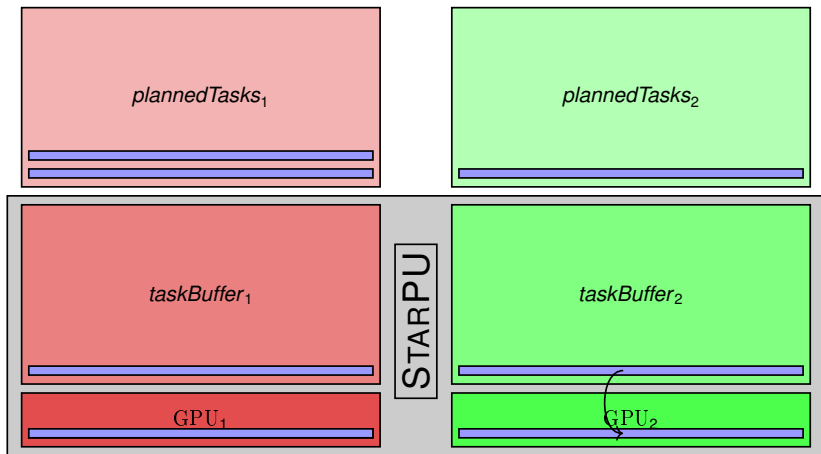 plannedTasks₁
plannedTasks₂
taskBuffer₁
STARPU
taskBuffer₂
GPU₁
GPU₂